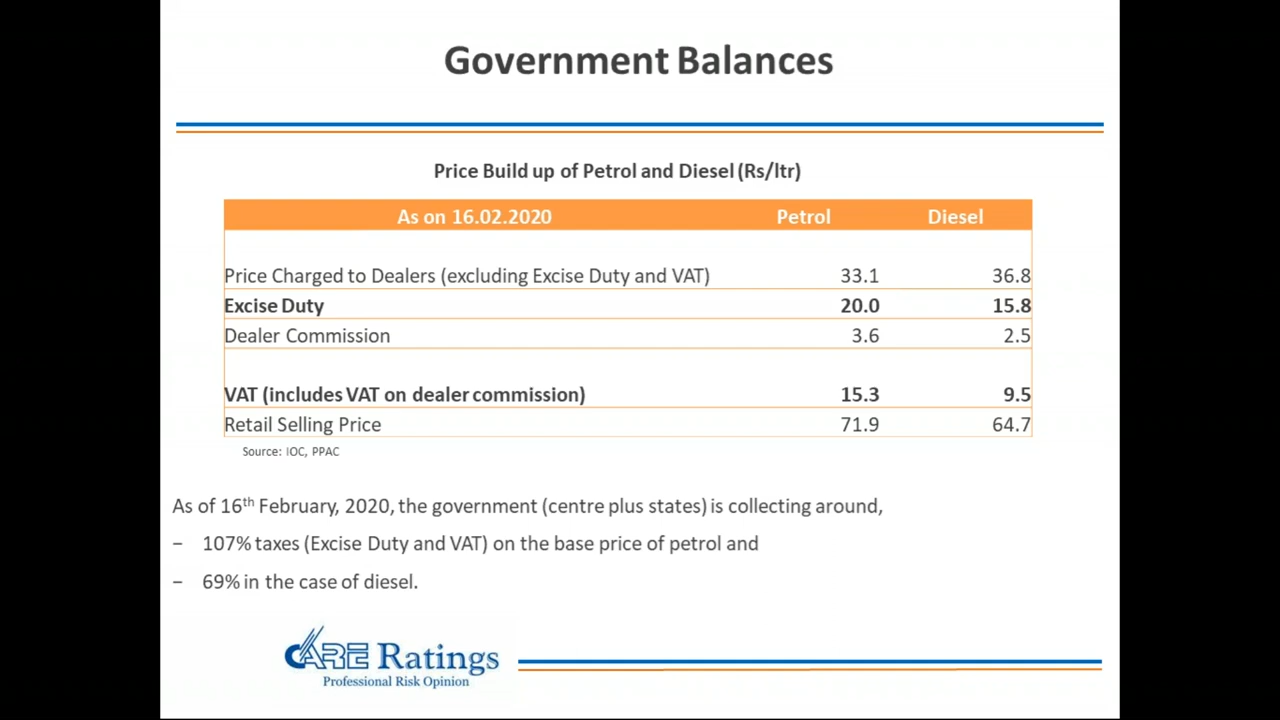 Government Balances
Price Build up of Petrol and Diesel (Rs/ltr)
As on 16.02.2020 Petrol Diesel
Price Charged to Dealers (excluding Excise Duty and VAT) 33.1 36.8
Excise Duty 20.0 15.8
Dealer Commission 3.6 2.5
VAT (includes VAT on dealer commission) 15.3 9.5
Retail Selling Price 71.9 64.7
Source: IOC, PPAC
As of 16th February, 2020, the government (centre plus states) is collecting around,
− 107% taxes (Excise Duty and VAT) on the base price of petrol and
− 69% in the case of diesel.
CARE Ratings
Professional Risk Opinion